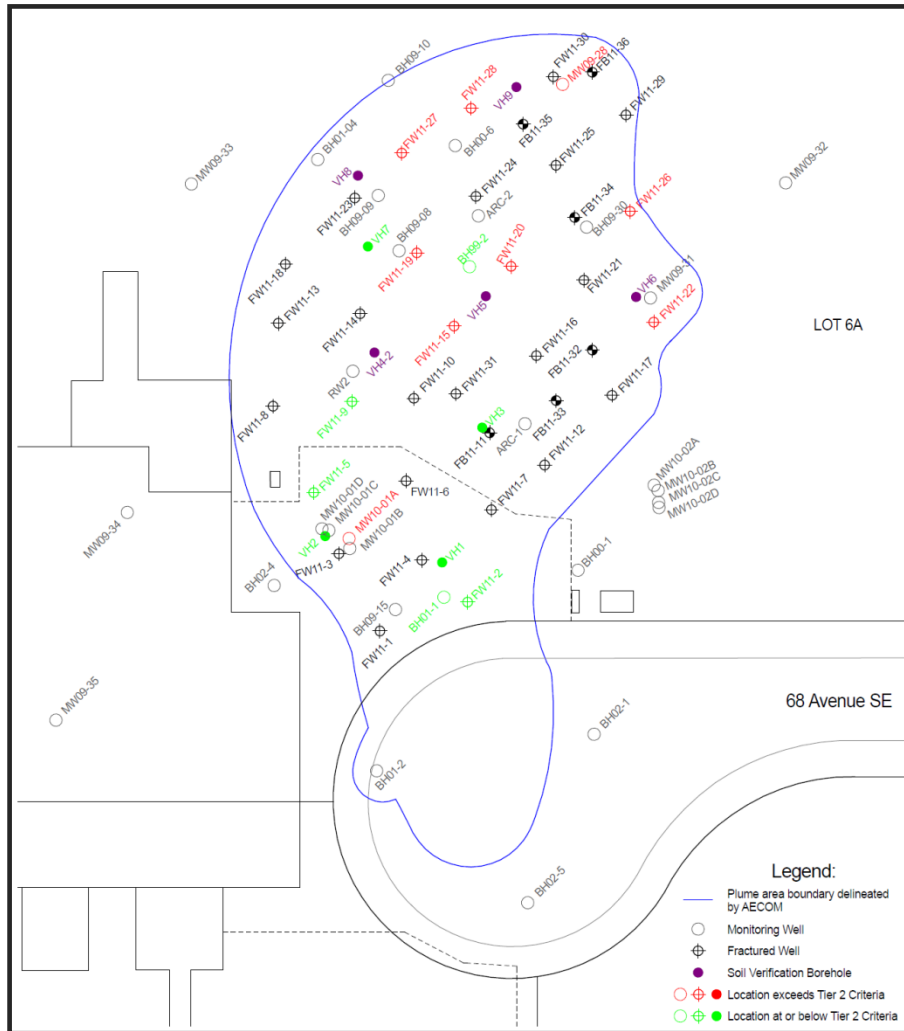 BH09-10
FW11-30
MW09-28
FB11-36
FW11-28
VH9
FW11-29
FB11-35
FW11-27
BH01-04
BH00-6
FW11-25
MW09-33
MW09-32
VH8
FW11-24
FW11-26
FW11-23
BH09-09
ARC-2
FB11-34
BH09-30
VH7
BH09-08
BH99-2
FW11-20
FW11-19
FW11-18
FW11-21
MW09-31
VH6
FW11-13
FW11-14
VH5
FW11-22
LOT 6A
FW11-15
FW11-16
VH4-2
FB11-32
RW2
FW11-10
FW11-31
FW11-17
FW11-8
FW11-9
VH3
FB11-33
FB11-11
ARC-1
FW11-12
MW10-02A
MW10-02B
MW10-02C
MW10-02D
FW11-5
FW11-6
FW11-7
MW10-01D
MW10-01C
MW10-01A
MW10-01B
MW09-34
VH2
FW11-3
FW11-4
VH1
BH00-1
BH02-4
BH09-15
BH01-1
FW11-2
FW11-1
MW09-35
68 Avenue SE
BH02-1
BH01-2
BH02-5
Legend:
Plume area boundary delineated
by AECOM
Monitoring Well
Fractured Well
Soil Verification Borehole
Location exceeds Tier 2 Criteria
Location at or below Tier 2 Criteria